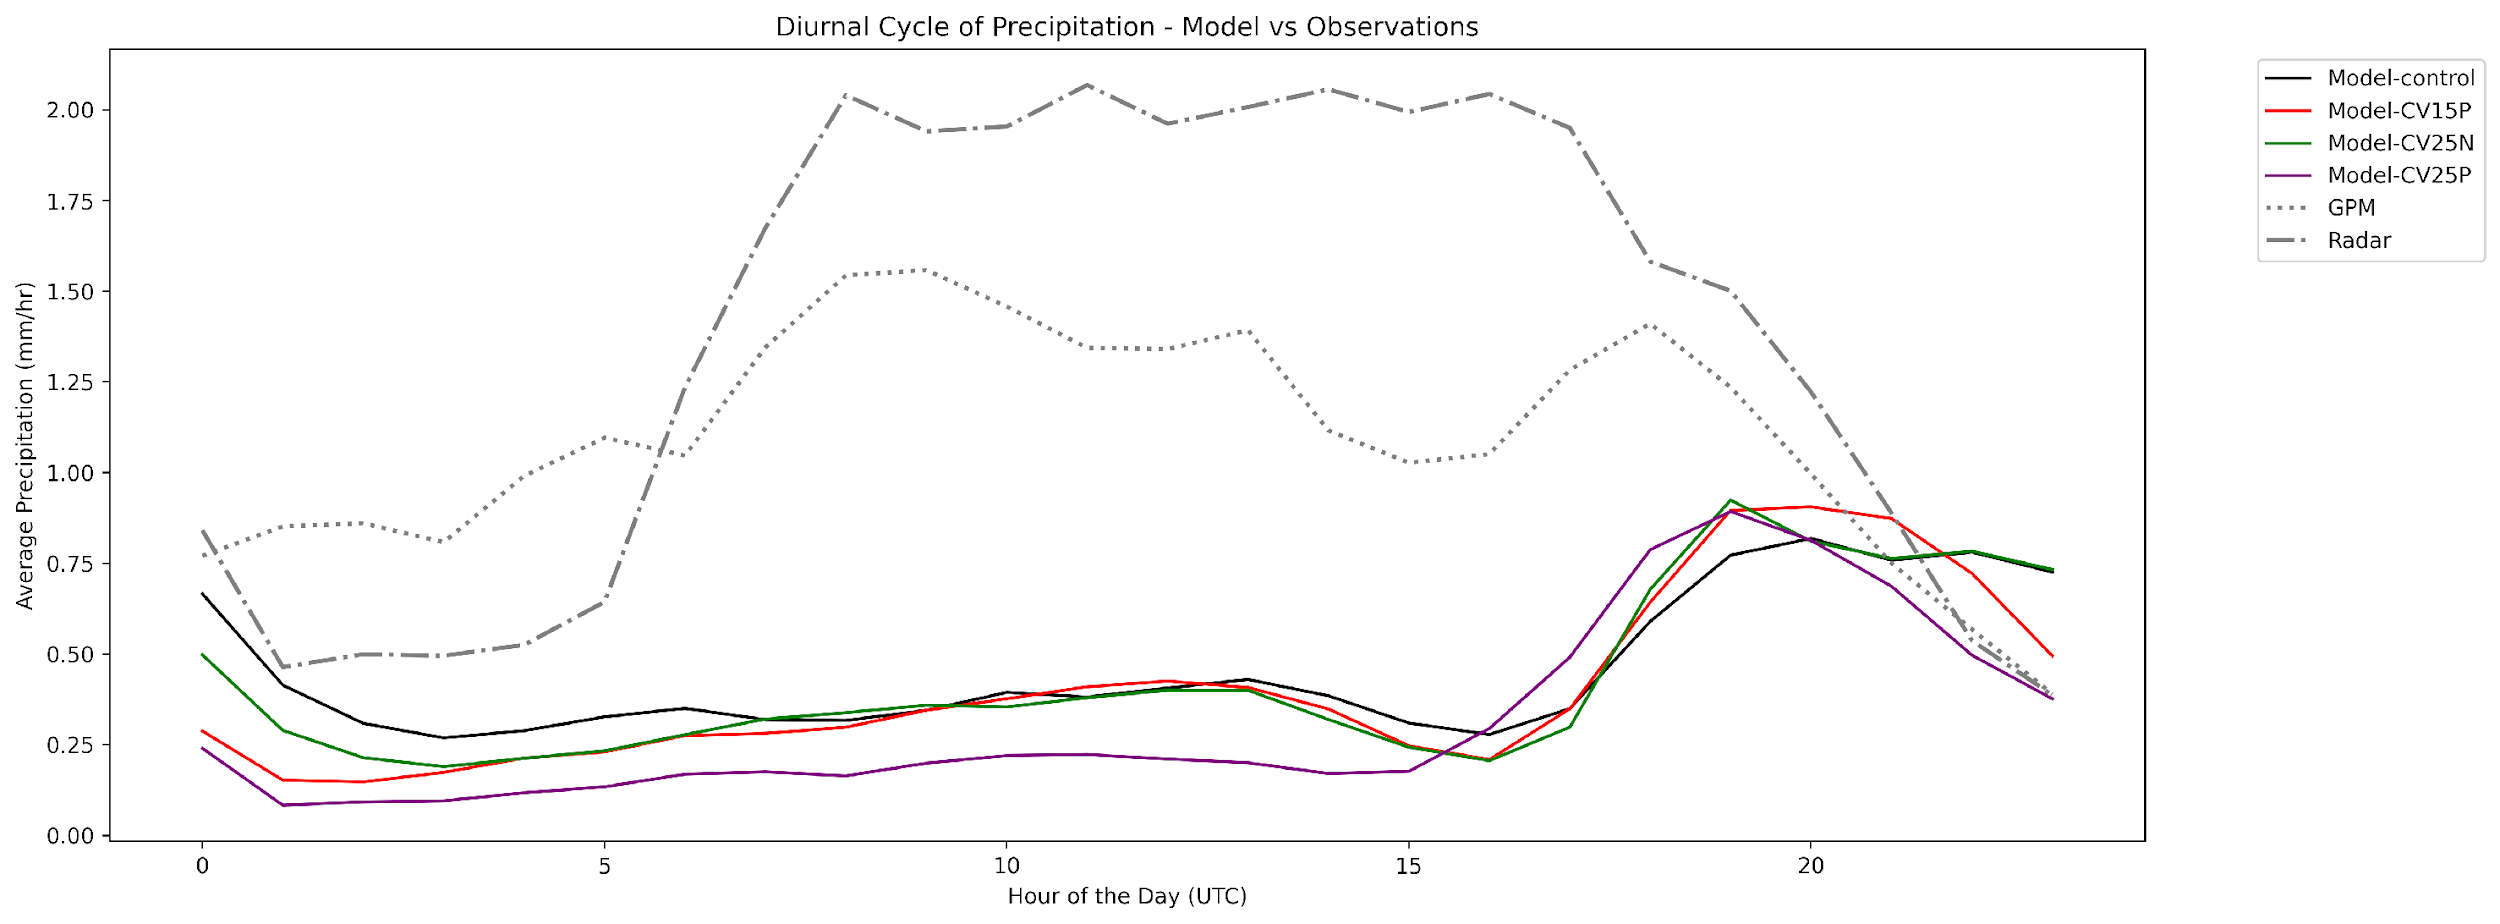 Diurnal Cycle of Precipitation - Model vs Observations
Average Precipitation (mm/hr)
2.00
1.75
1.50
1.25
1.00
0.75
0.50
0.25
0.00
0
5
10
15
20
Hour of the Day (UTC)
Model-control
Model-CV15P
Model-CV25N
Model-CV25P
GPM
Radar